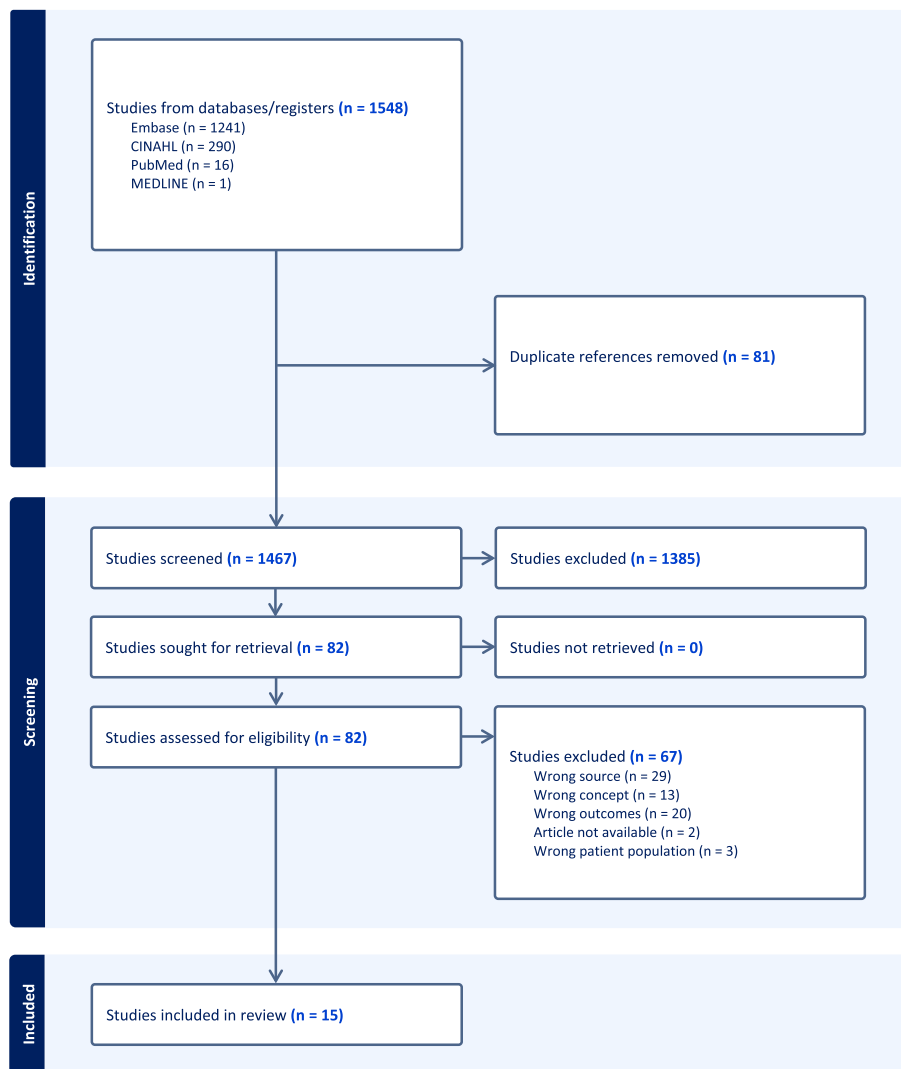 Identification
Studies from databases/registers (n = 1548)
Embase (n = 1241)
CINAHL (n = 290)
PubMed (n = 16)
MEDLINE (n = 1)
Duplicate references removed (n = 81)
Screening
Studies screened (n = 1467)
Studies excluded (n = 1385)
Studies sought for retrieval (n = 82)
Studies not retrieved (n = 0)
Studies assessed for eligibility (n = 82)
Studies excluded (n = 67)
Wrong source (n = 29)
Wrong concept (n = 13)
Wrong outcomes (n = 20)
Article not available (n = 2)
Wrong patient population (n = 3)
Included
Studies included in review (n = 15)